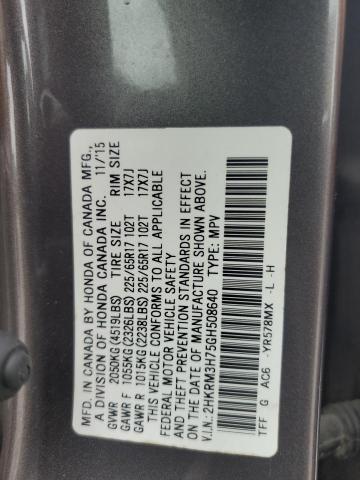 MFD. IN CANADA BY HONDA OF CANADA MFG.,
A DIVISION OF HONDA CANADA INC. 11/15
GVWR 2050KG(4519LBS) TIRE SIZE RIM SIZE
GAWR F 1055KG(2326LBS) 225/65R17 102T 17X7J
GAWR R 1015KG(2238LBS) 225/65R17 102T 17X7J
THIS VEHICLE CONFORMS TO ALL APPLICABLE
FEDERAL MOTOR VEHICLE SAFETY
AND THEFT PREVENTION STANDARDS IN EFFECT
ON THE DATE OF MANUFACTURE SHOWN ABOVE.
V.I.N.: 2HKRM3H75GH508640 TYPE: MPV
TFF G AC6 -YR578MX -L -H